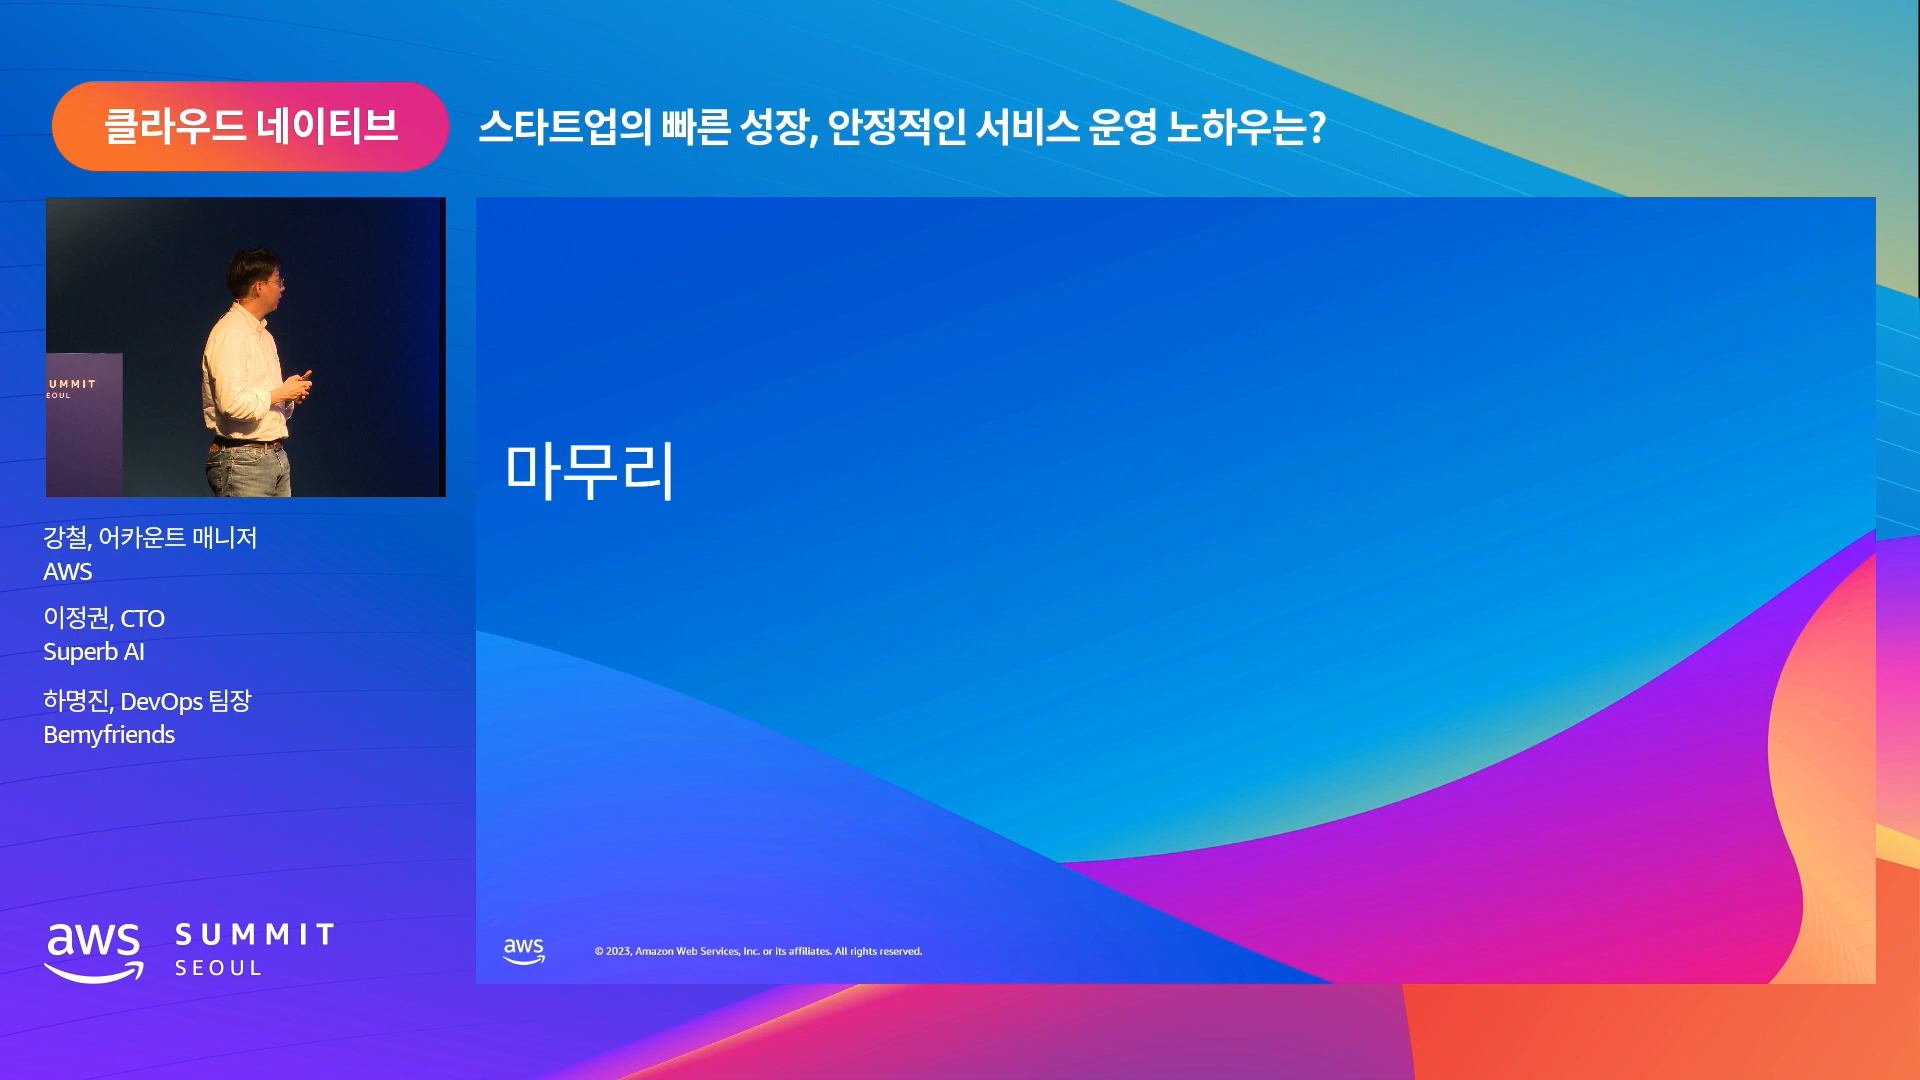 클라우드 네이티브
스타트업의 빠른 성장, 안정적인 서비스 운영 노하우는?
UMMIT
EOUL
강철, 어카운트 매니저
AWS
이정권, CTO
Superb AI
하명진, DevOps 팀장
Bemyfriends
aws SUMMIT
SEOUL
마무리
aws © 2023, Amazon Web Services, Inc. or its affiliates. All rights reserved.